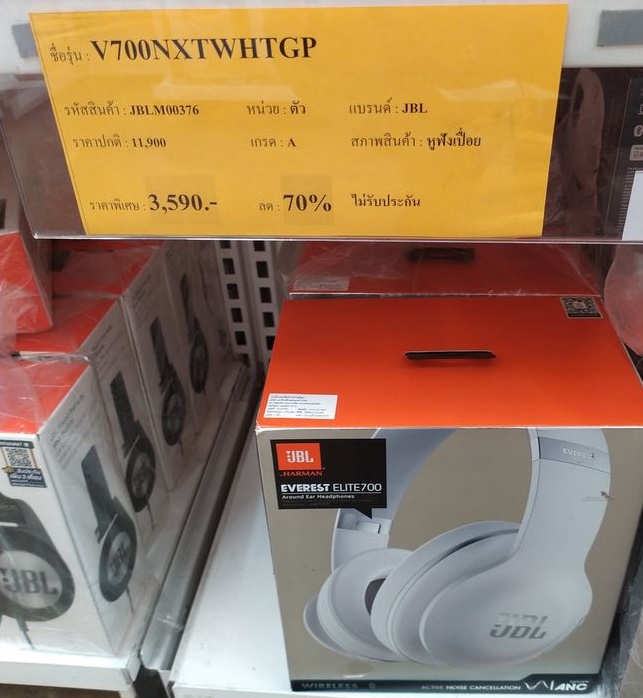 ชื่อรุ่น : V700NXTWHTGP
รหัสสินค้า : JBLM00376 หน่วย : ตัว แบรนด์ : JBL
ราคาปกติ : 11,900 เกรด : A สภาพสินค้า : หูฟังเปื่อย
ราคาพิเศษ : 3,590.- ลด : 70% ไม่รับประกัน
JBL
by HARMAN
EVEREST ELITE700
Around Ear Headphones
JBL
JBL
WIRELESS
ACTIVE NOISE CANCELLATION
ANC